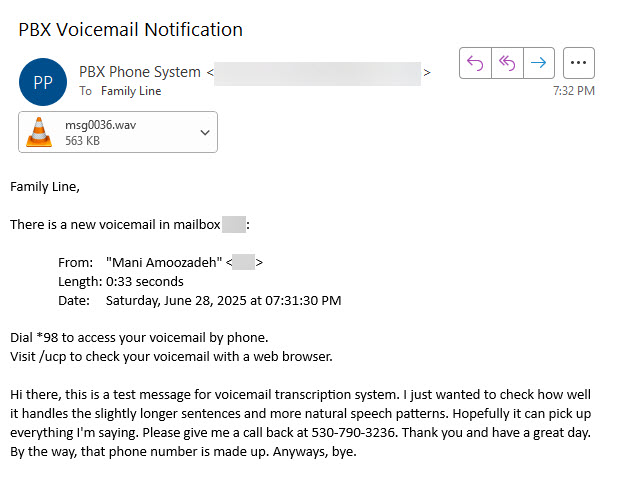 PBX Voicemail Notification
PP
PBX Phone System < >
To Family Line
7:32 PM
msg0036.wav
563 KB
Family Line,
There is a new voicemail in mailbox :
From: "Mani Amoozadeh" < >
Length: 0:33 seconds
Date: Saturday, June 28, 2025 at 07:31:30 PM
Dial *98 to access your voicemail by phone.
Visit /ucp to check your voicemail with a web browser.
Hi there, this is a test message for voicemail transcription system. I just wanted to check how well
it handles the slightly longer sentences and more natural speech patterns. Hopefully it can pick up
everything I'm saying. Please give me a call back at 530-790-3236. Thank you and have a great day.
By the way, that phone number is made up. Anyways, bye.